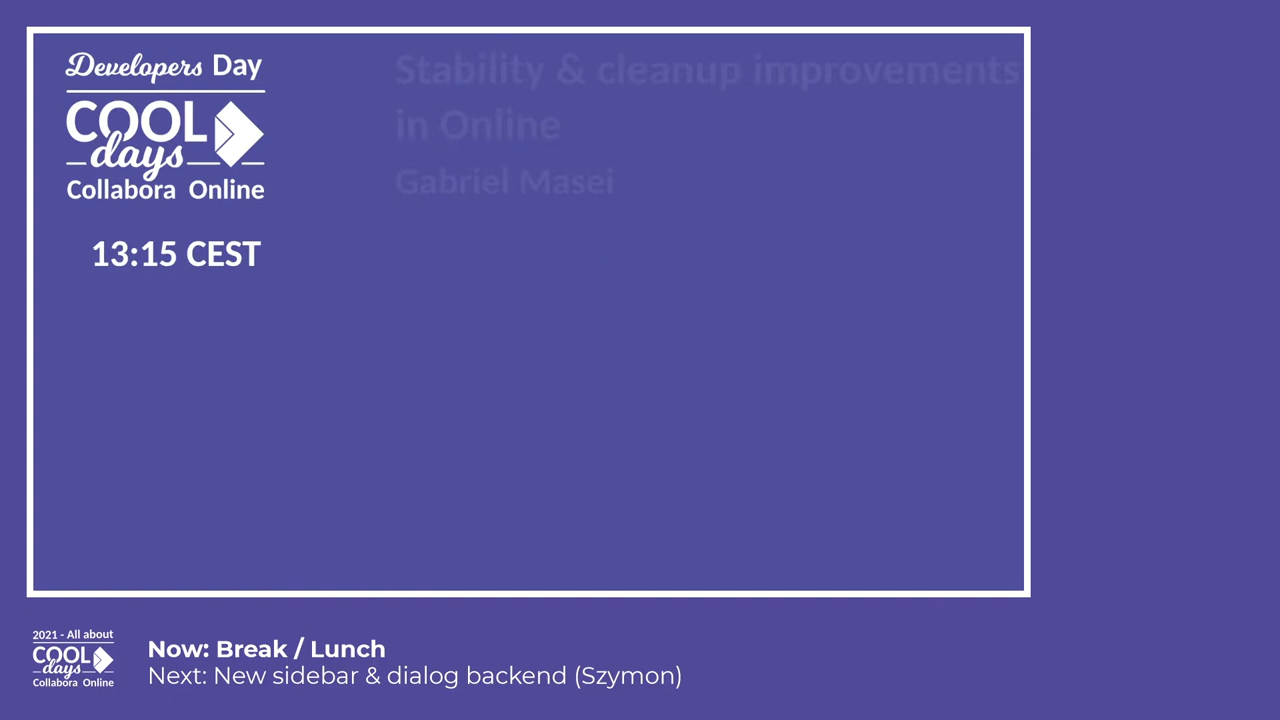 Developers Day
COOL
days
Collabora Online
13:15 CEST
Stability & cleanup improvements
in Online
Gabriel Masei
2021 - All about
COOL
days
Collabora Online
Now: Break / Lunch
Next: New sidebar & dialog backend (Szymon)